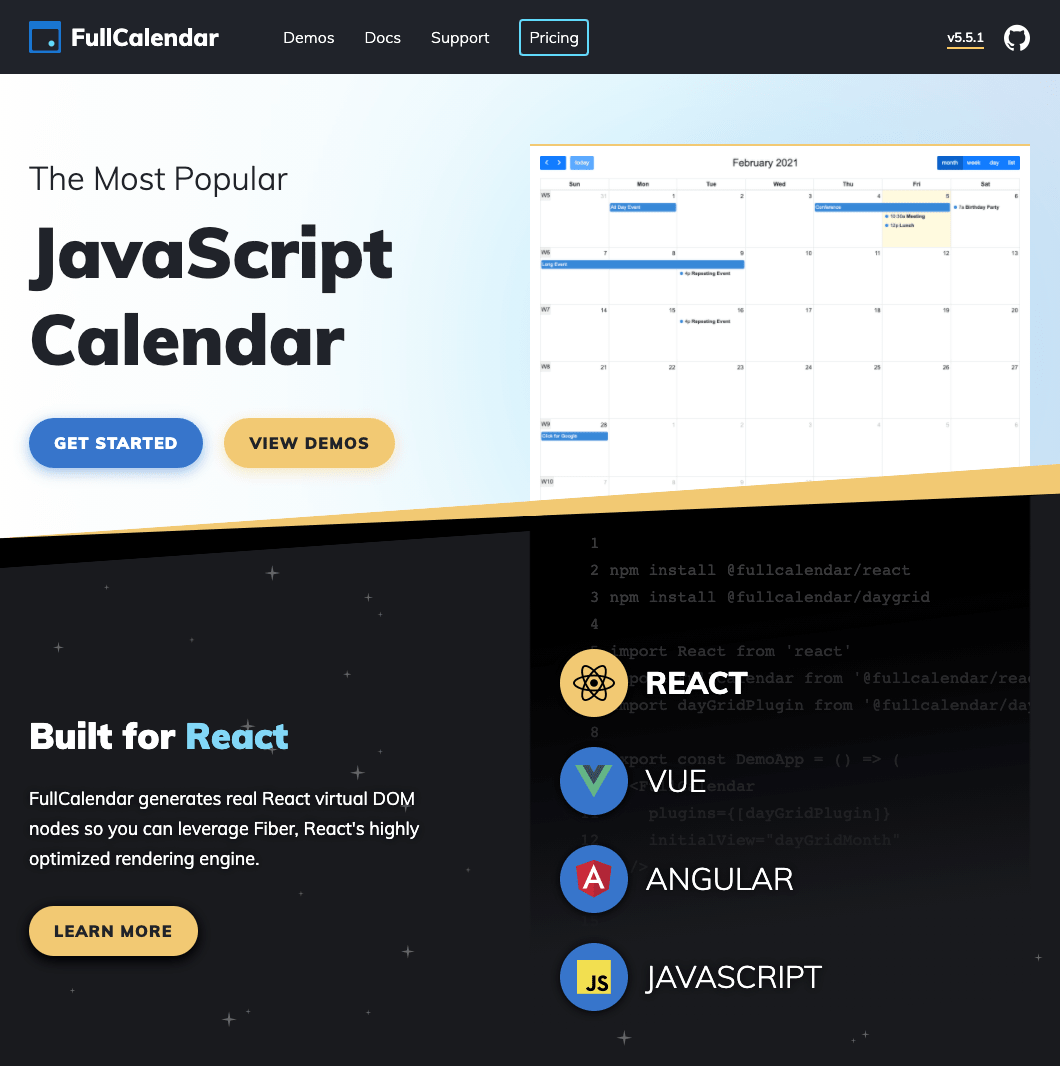 FullCalendar
Demos Docs Support Pricing
v5.5.1
The Most Popular
JavaScript
Calendar
GET STARTED VIEW DEMOS
today
February 2021
month week day list
Sun Mon Tue Wed Thu Fri Sat
W5 31 1 2 3 4 5 6
All Day Event
Conference
7a Birthday Party
10:30a Meeting
12p Lunch
W6 7 8 9 10 11 12 13
Long Event
4p Repeating Event
W7 14 15 16 17 18 19 20
4p Repeating Event
W8 21 22 23 24 25 26 27
W9 28 1 2 3 4 5 6
Click for Google
W10 7 8 9
1
2 npm install @fullcalendar/react
3 npm install @fullcalendar/daygrid
4
import React from 'react'
from '@fullcalendar/rea
import dayGridPlugin from '@fullcalendar/day
8
export const DemoApp = () => (
plugins={[dayGridPlugin]}
12 initialView="dayGridMonth"
/>
Built for React
FullCalendar generates real React virtual DOM
nodes so you can leverage Fiber, React's highly
optimized rendering engine.
LEARN MORE
REACT
VUE
ANGULAR
JS JAVASCRIPT